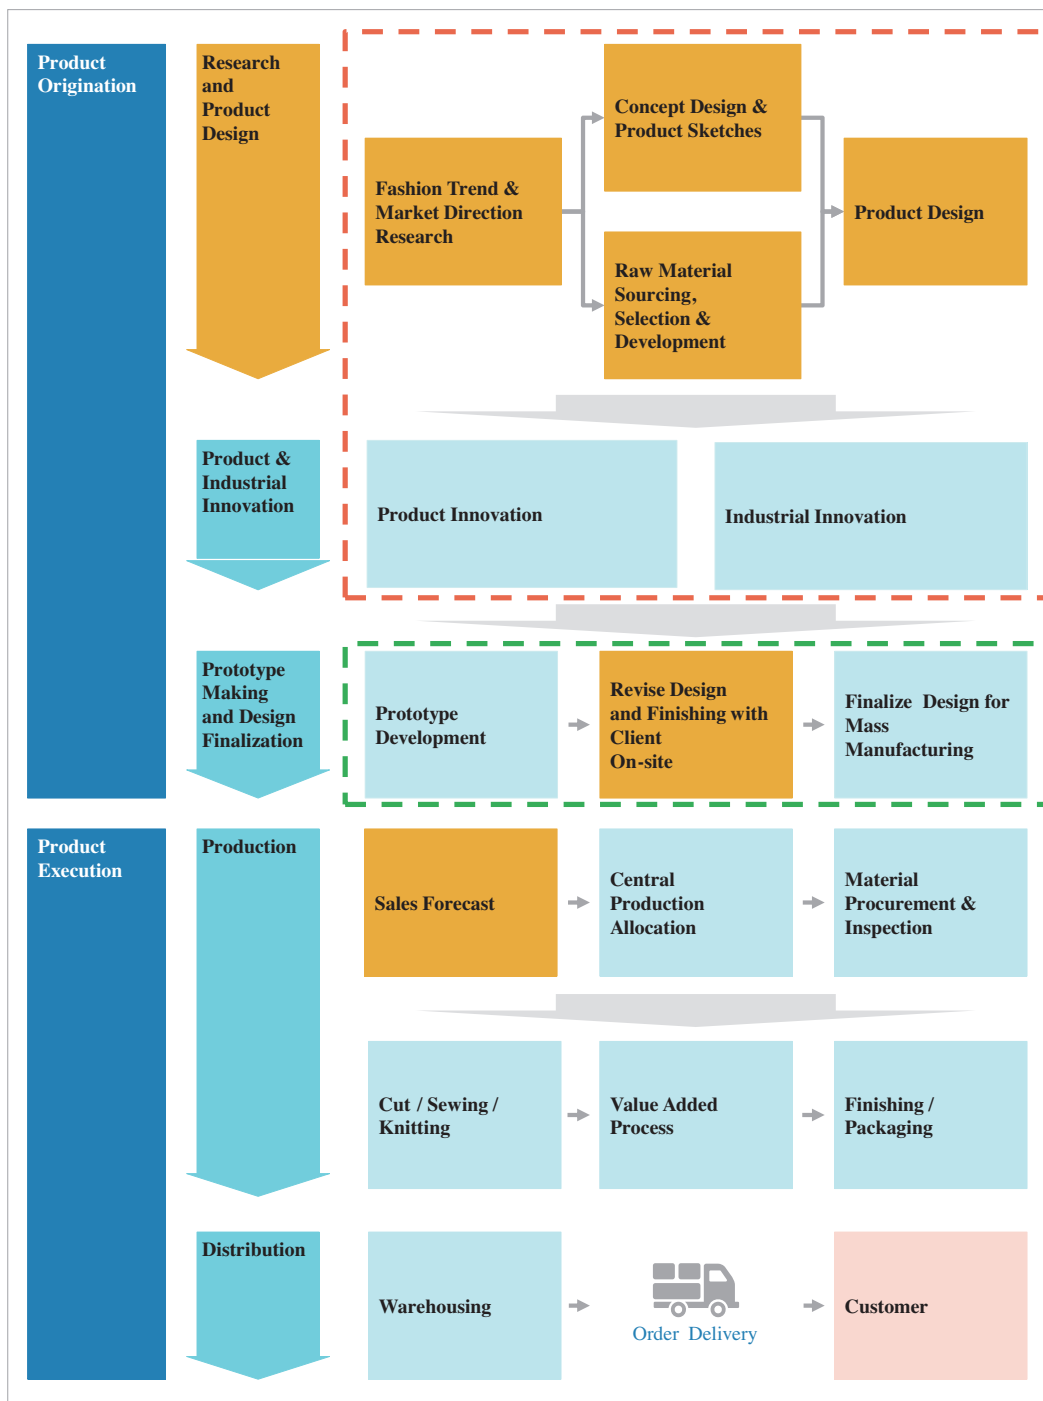 Product
Origination
Research
and
Product
Design
Fashion Trend &
Market Direction
Research
Concept Design &
Product Sketches
Raw Material
Sourcing,
Selection &
Development
Product Design
Product &
Industrial
Innovation
Product Innovation
Industrial Innovation
Prototype
Making
and Design
Finalization
Prototype
Development
Revise Design
and Finishing with
Client
On-site
Finalize Design for
Mass
Manufacturing
Product
Execution
Production
Sales Forecast
Central
Production
Allocation
Material
Procurement &
Inspection
Cut / Sewing /
Knitting
Value Added
Process
Finishing /
Packaging
Distribution
Warehousing
Order Delivery
Customer